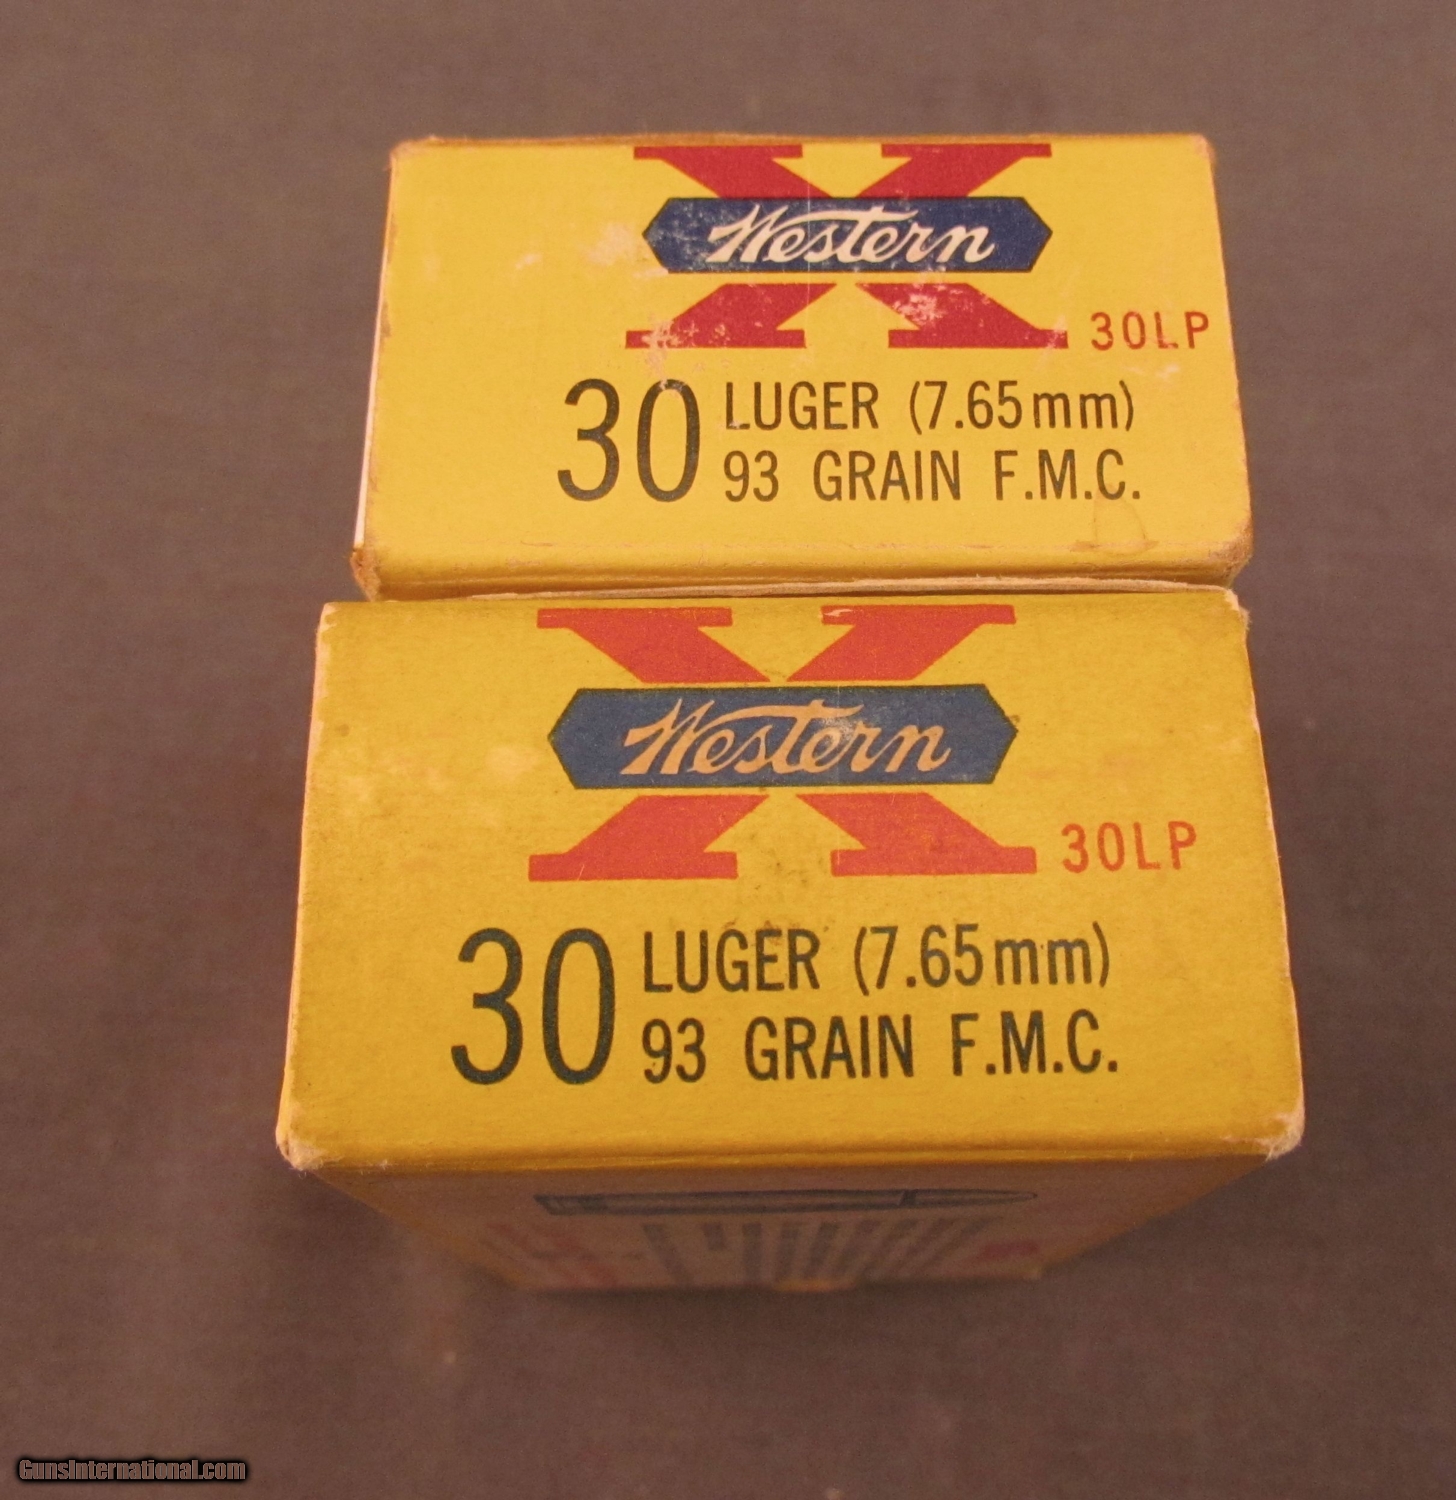 Western
X
30LP
30 LUGER (7.65mm)
93 GRAIN F.M.C.
Western
X
30LP
30 LUGER (7.65mm)
93 GRAIN F.M.C.
GunsInternational.com